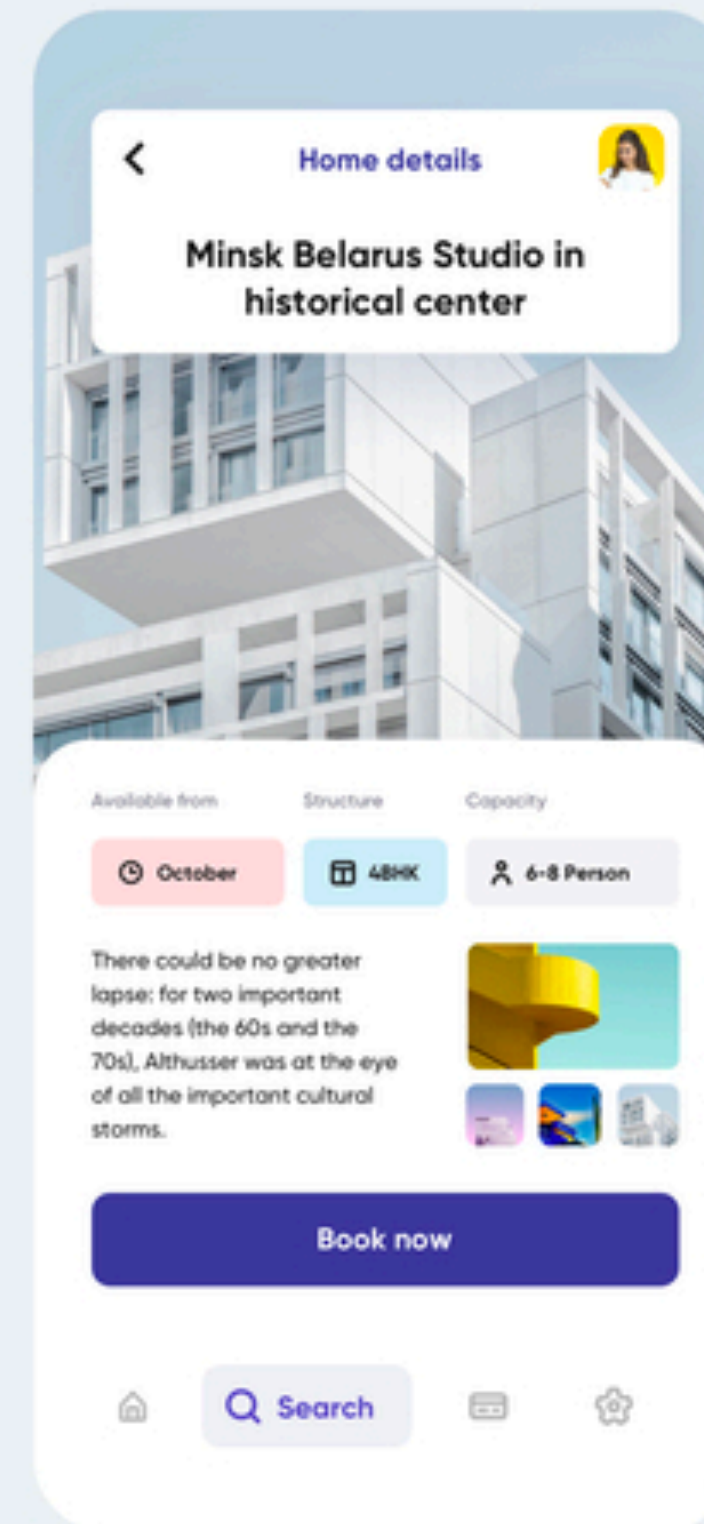 Home details
Minsk Belarus Studio in
historical center
Available from
Structure
Capacity
October
4BHK
6-8 Person
There could be no greater
lapse: for two important
decades (the 60s and the
70s), Althusser was at the eye
of all the important cultural
storms.
Book now
Search